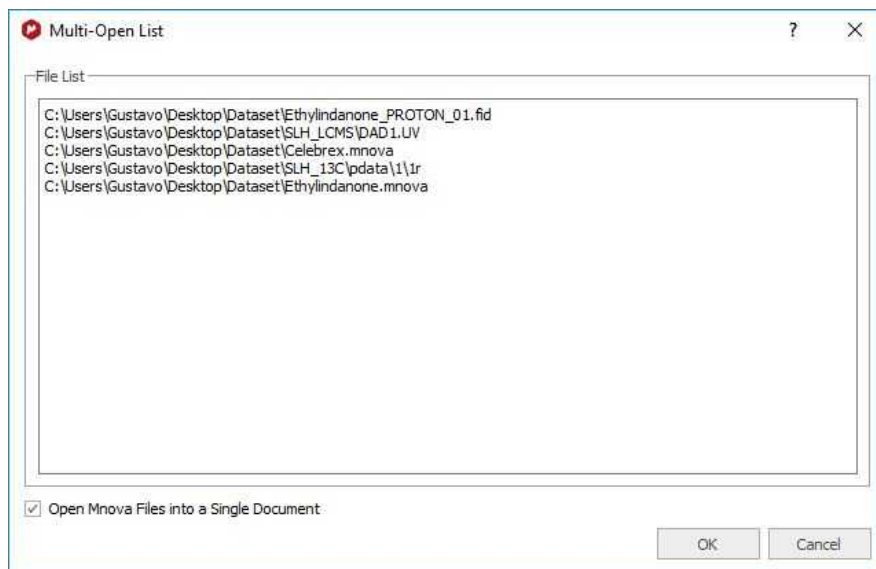 Multi-Open List
?
File List
C:\Users\Gustavo\Desktop\Dataset\Ethylindanone_PROTON_01.fid
C:\Users\Gustavo\Desktop\Dataset\SLH_LCMS\DAD1.UV
C:\Users\Gustavo\Desktop\Dataset\Celebrex.mnova
C:\Users\Gustavo\Desktop\Dataset\SLH_13C\pdata\1\1r
C:\Users\Gustavo\Desktop\Dataset\Ethylindanone.mnova
Open Mnova Files into a Single Document
OK Cancel